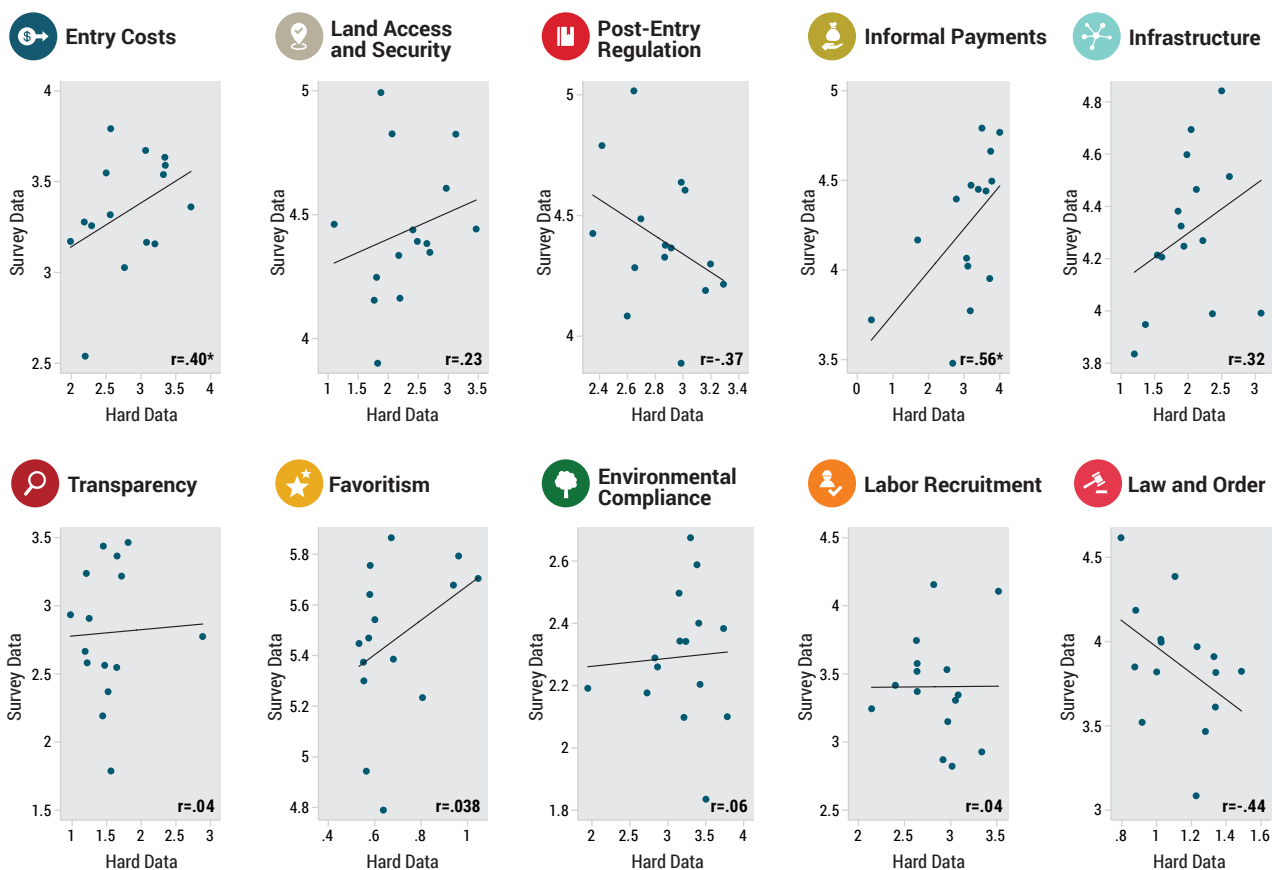 Entry Costs
Survey Data
4
3.5
3
2.5
r=.40*
2 2.5 3 3.5 4
Hard Data
Land Access
and Security
Survey Data
5
4.5
4
r=.23
1 1.5 2 2.5 3 3.5
Hard Data
Post-Entry
Regulation
Survey Data
5
4.5
4
r=-.37
2.4 2.6 2.8 3 3.2 3.4
Hard Data
Informal Payments
Survey Data
5
4.5
4
3.5
r=.56*
0 1 2 3 4
Hard Data
Infrastructure
Survey Data
4.8
4.6
4.4
4.2
4
3.8
r=.32
1 1.5 2 2.5 3
Hard Data
Transparency
Survey Data
3.5
3
2.5
2
1.5
r=.04
1 1.5 2 2.5 3
Hard Data
Favoritism
Survey Data
5.8
5.6
5.4
5.2
5
4.8
r=.038
.4 .6 .8 1
Hard Data
Environmental
Compliance
Survey Data
2.6
2.4
2.2
2
1.8
r=.06
2 2.5 3 3.5 4
Hard Data
Labor Recruitment
Survey Data
4.5
4
3.5
3
2.5
r=.04
2 2.5 3 3.5
Hard Data
Law and Order
Survey Data
4.5
4
3.5
3
r=-.44
.8 1 1.2 1.4 1.6
Hard Data